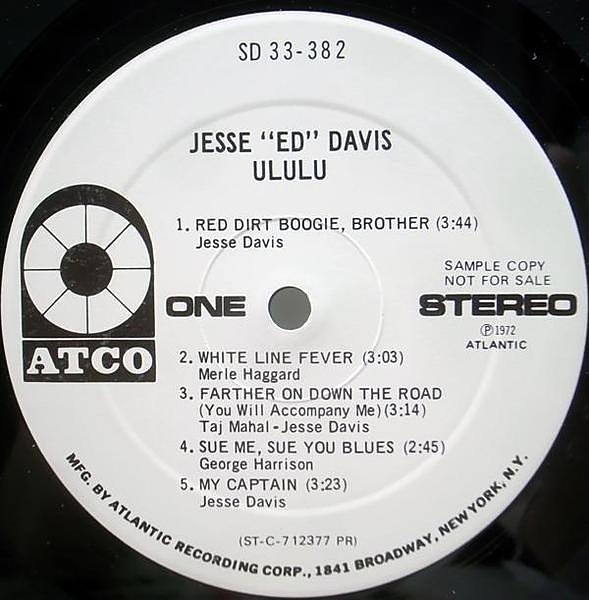 SD 33-382
JESSE "ED" DAVIS
ULULU
1. RED DIRT BOOGIE, BROTHER (3:44)
Jesse Davis
SAMPLE COPY
NOT FOR SALE
ONE
STEREO
Ⓟ1972
ATLANTIC
ATCO
2. WHITE LINE FEVER (3:03)
Merle Haggard
3. FARTHER ON DOWN THE ROAD
(You Will Accompany Me) (3:14)
Taj Mahal-Jesse Davis
4. SUE ME, SUE YOU BLUES (2:45)
George Harrison
5. MY CAPTAIN (3;23)
Jesse Davis
(ST-C-712377 PR)
MFG. BY ATLANTIC RECORDING CORP., 1841 BROADWAY, NEW YORK, N.Y.